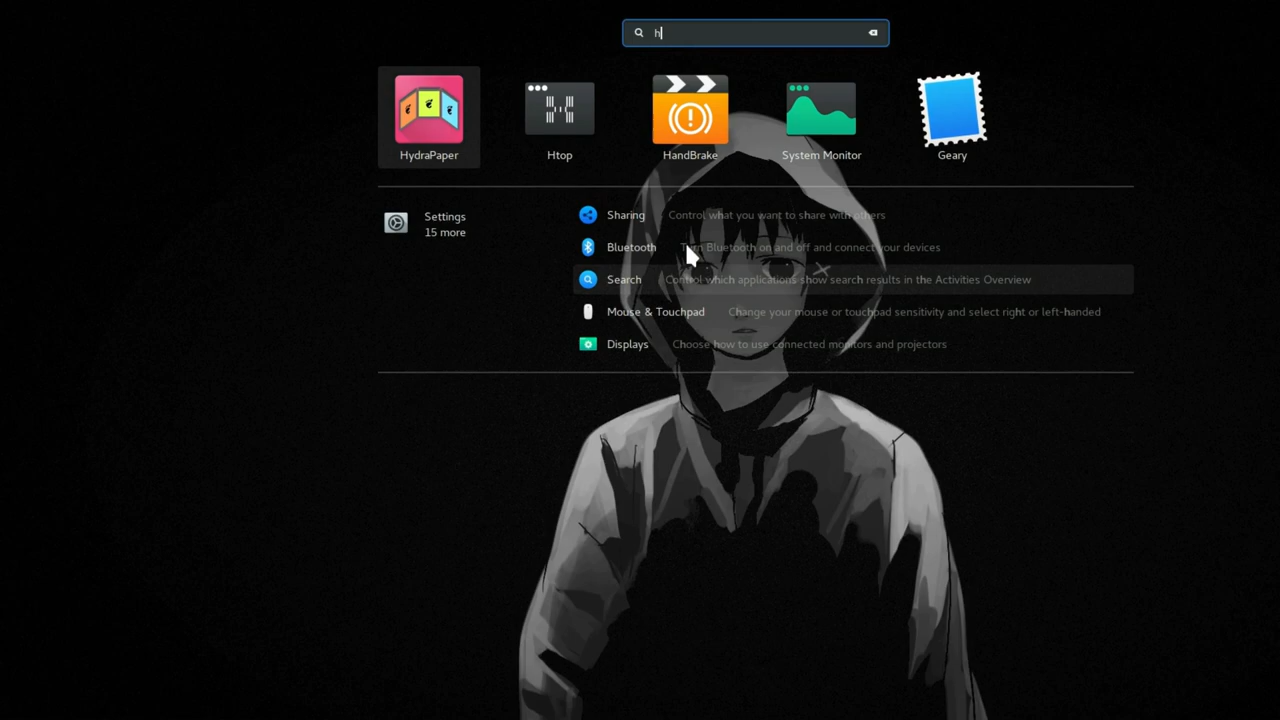 h
HydraPaper
Htop
HandBrake
System Monitor
Geary
Settings
15 more
Sharing Control what you want to share with others
Bluetooth Turn Bluetooth on and off and connect your devices
Search Control which applications show search results in the Activities Overview
Mouse & Touchpad Change your mouse or touchpad sensitivity and select right or left-handed
Displays Choose how to use connected monitors and projectors